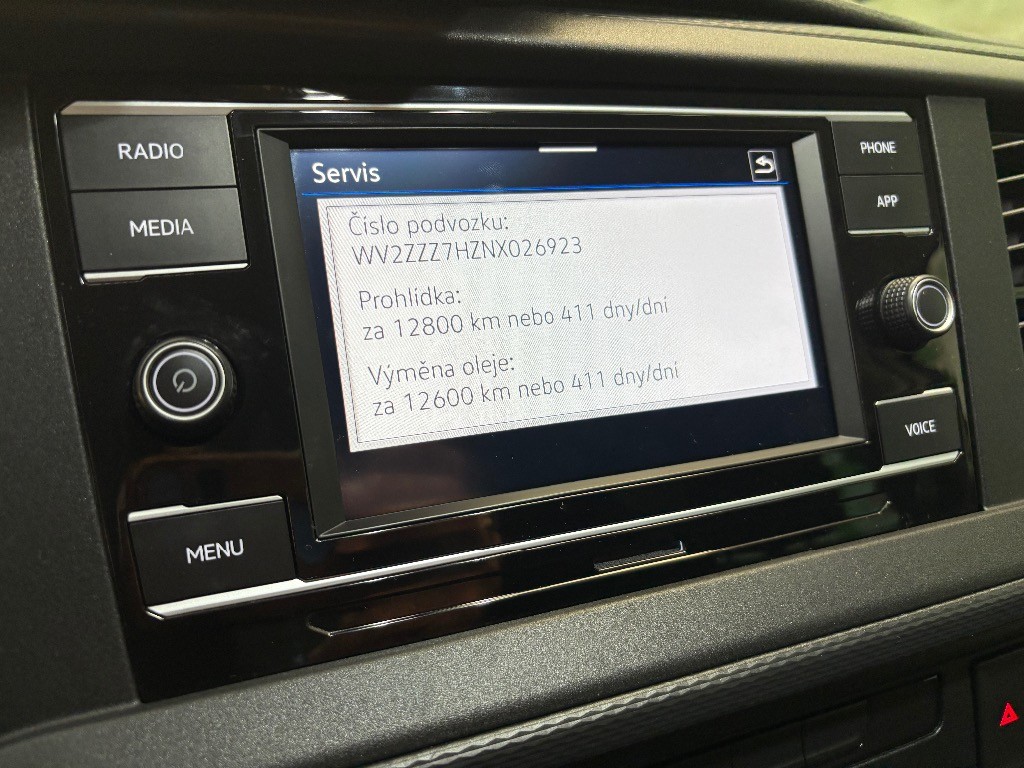 RADIO
MEDIA
MENU
Servis
Číslo podvozku:
WV2ZZZ7HZNX026923
Prohlídka:
za 12800 km nebo 411 dny/dní
Výměna oleje:
za 12600 km nebo 411 dny/dní
PHONE
APP
VOICE